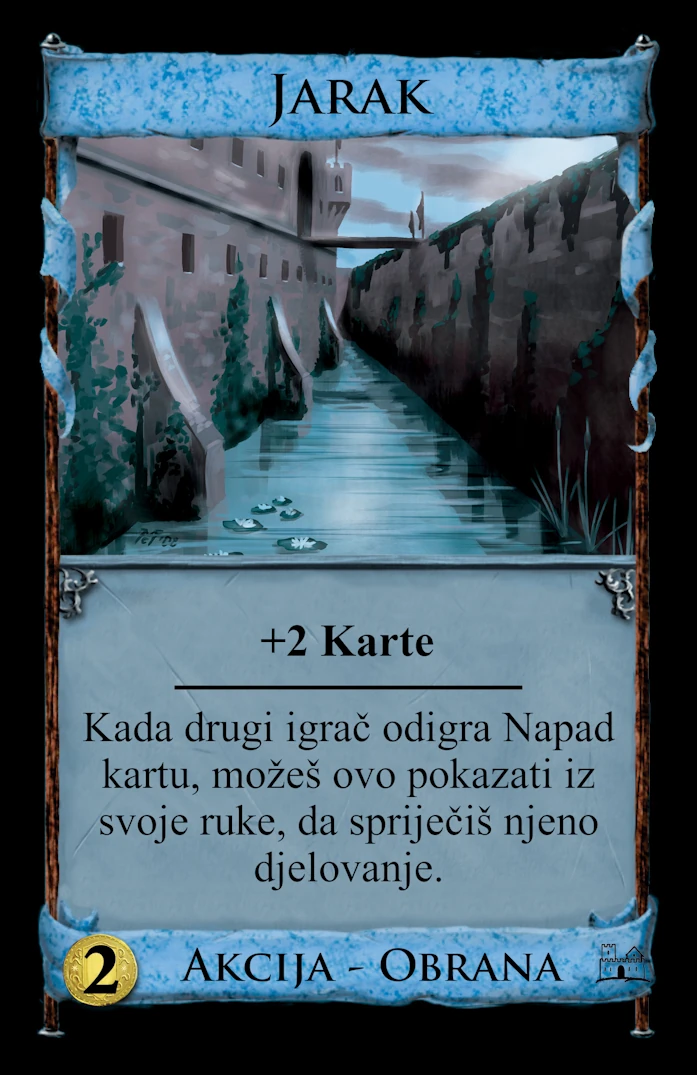 Jarak
+2 Karte
Kada drugi igrač odigra Napad
kartu, možeš ovo pokazati iz
svoje ruke, da spriječiš njeno
djelovanje.
2 Akcija - Obrana